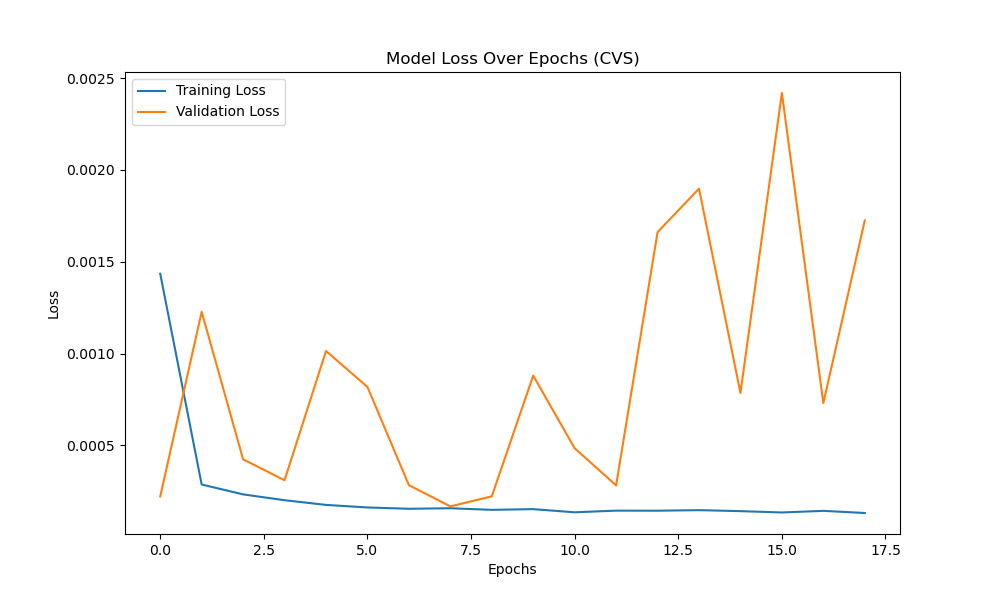 Model Loss Over Epochs (CVS)
Training Loss
Validation Loss
0.0025
0.0020
0.0015
0.0010
0.0005
Loss
0.0 2.5 5.0 7.5 10.0 12.5 15.0 17.5
Epochs